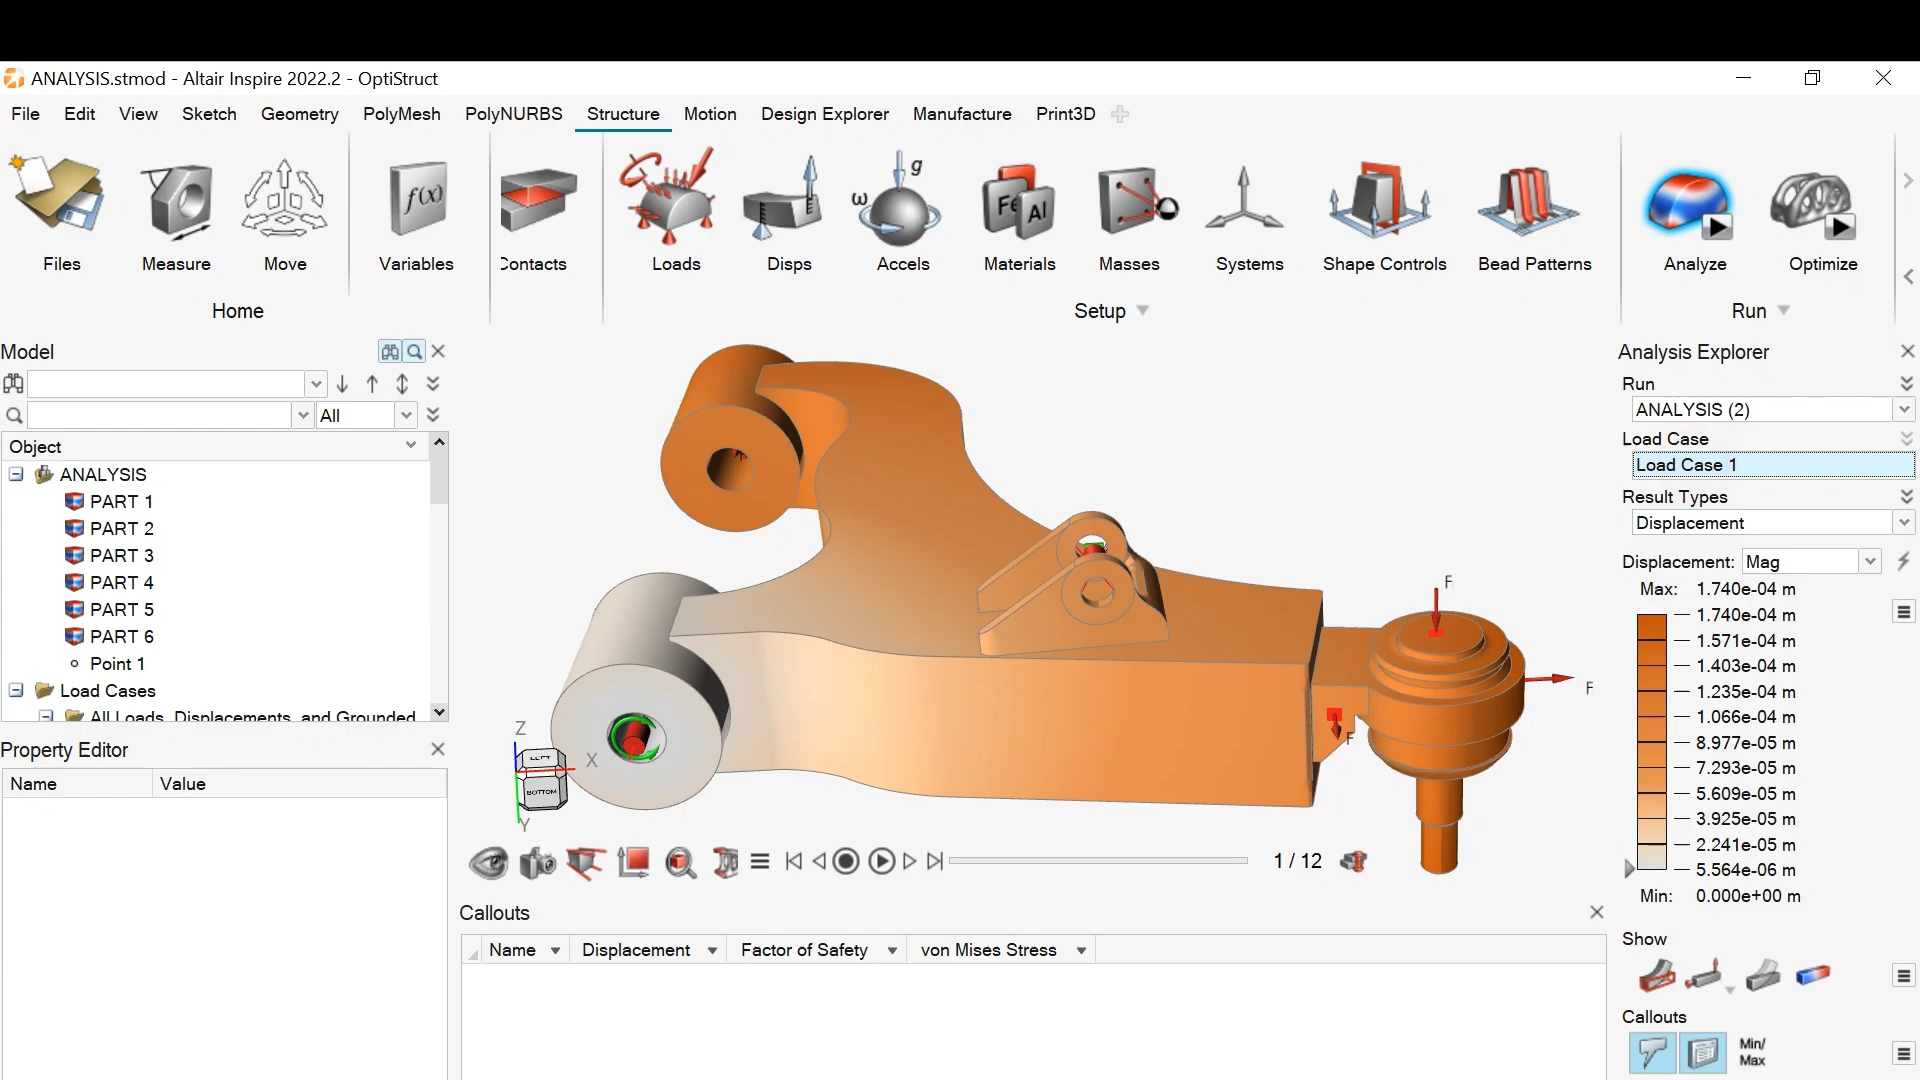 ANALYSIS.stmod - Altair Inspire 2022.2 - OptiStruct
File Edit View Sketch Geometry PolyMesh PolyNURBS Structure Motion Design Explorer Manufacture Print3D
f(x) g ω Fe Al
Files Measure Move Variables Contacts Loads Disps Accels Materials Masses Systems Shape Controls Bead Patterns Analyze Optimize
Home Setup Run
Model
All
Object
ANALYSIS
PART 1
PART 2
PART 3
PART 4
PART 5
PART 6
Point 1
Load Cases
All Loads, Displacements, and Grounded
Property Editor
Name Value
F
F
F
Z
X
Y
LEFT
BOTTOM
1 / 12
Callouts
Name Displacement Factor of Safety von Mises Stress
Analysis Explorer
Run
ANALYSIS (2)
Load Case
Load Case 1
Result Types
Displacement
Displacement: Mag
Max: 1.740e-04 m
1.740e-04 m
1.571e-04 m
1.403e-04 m
1.235e-04 m
1.066e-04 m
8.977e-05 m
7.293e-05 m
5.609e-05 m
3.925e-05 m
2.241e-05 m
5.564e-06 m
Min: 0.000e+00 m
Show
Callouts
Min/
Max